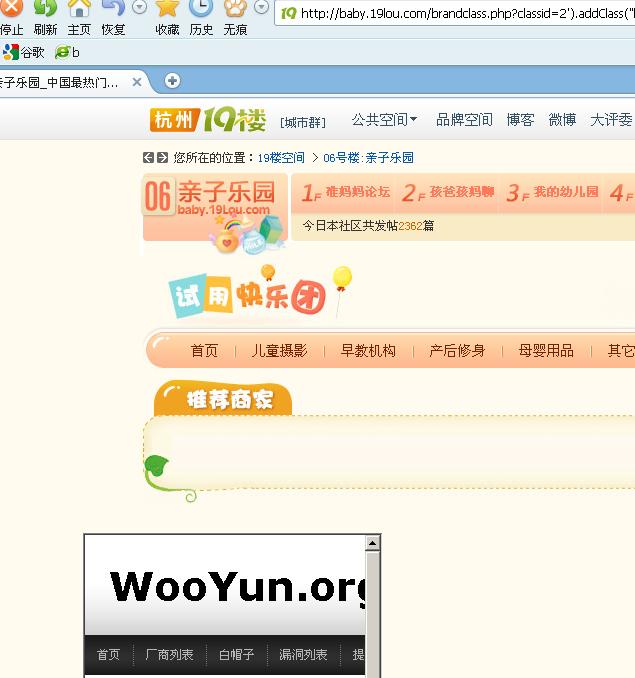 停止 刷新 主页 恢复 收藏 历史 无痕 http://baby.19lou.com/brandclass.php?classid=2').addClass("
谷歌 b
亲子乐园_中国最热门...
杭州 19楼 [城市群] 公共空间 品牌空间 博客 微博 大评委
您所在的位置：19楼空间 > 06号楼:亲子乐园
06 亲子乐园 1F 准妈妈论坛 2F 孩爸孩妈聊 3F 我的幼儿园 4F
baby.19Lou.com
今日本社区共发帖2362篇
MILK
试用快乐团
首页 儿童摄影 早教机构 产后修身 母婴用品 其它
推荐商家
WooYun.org
首页 厂商列表 白帽子 漏洞列表 提